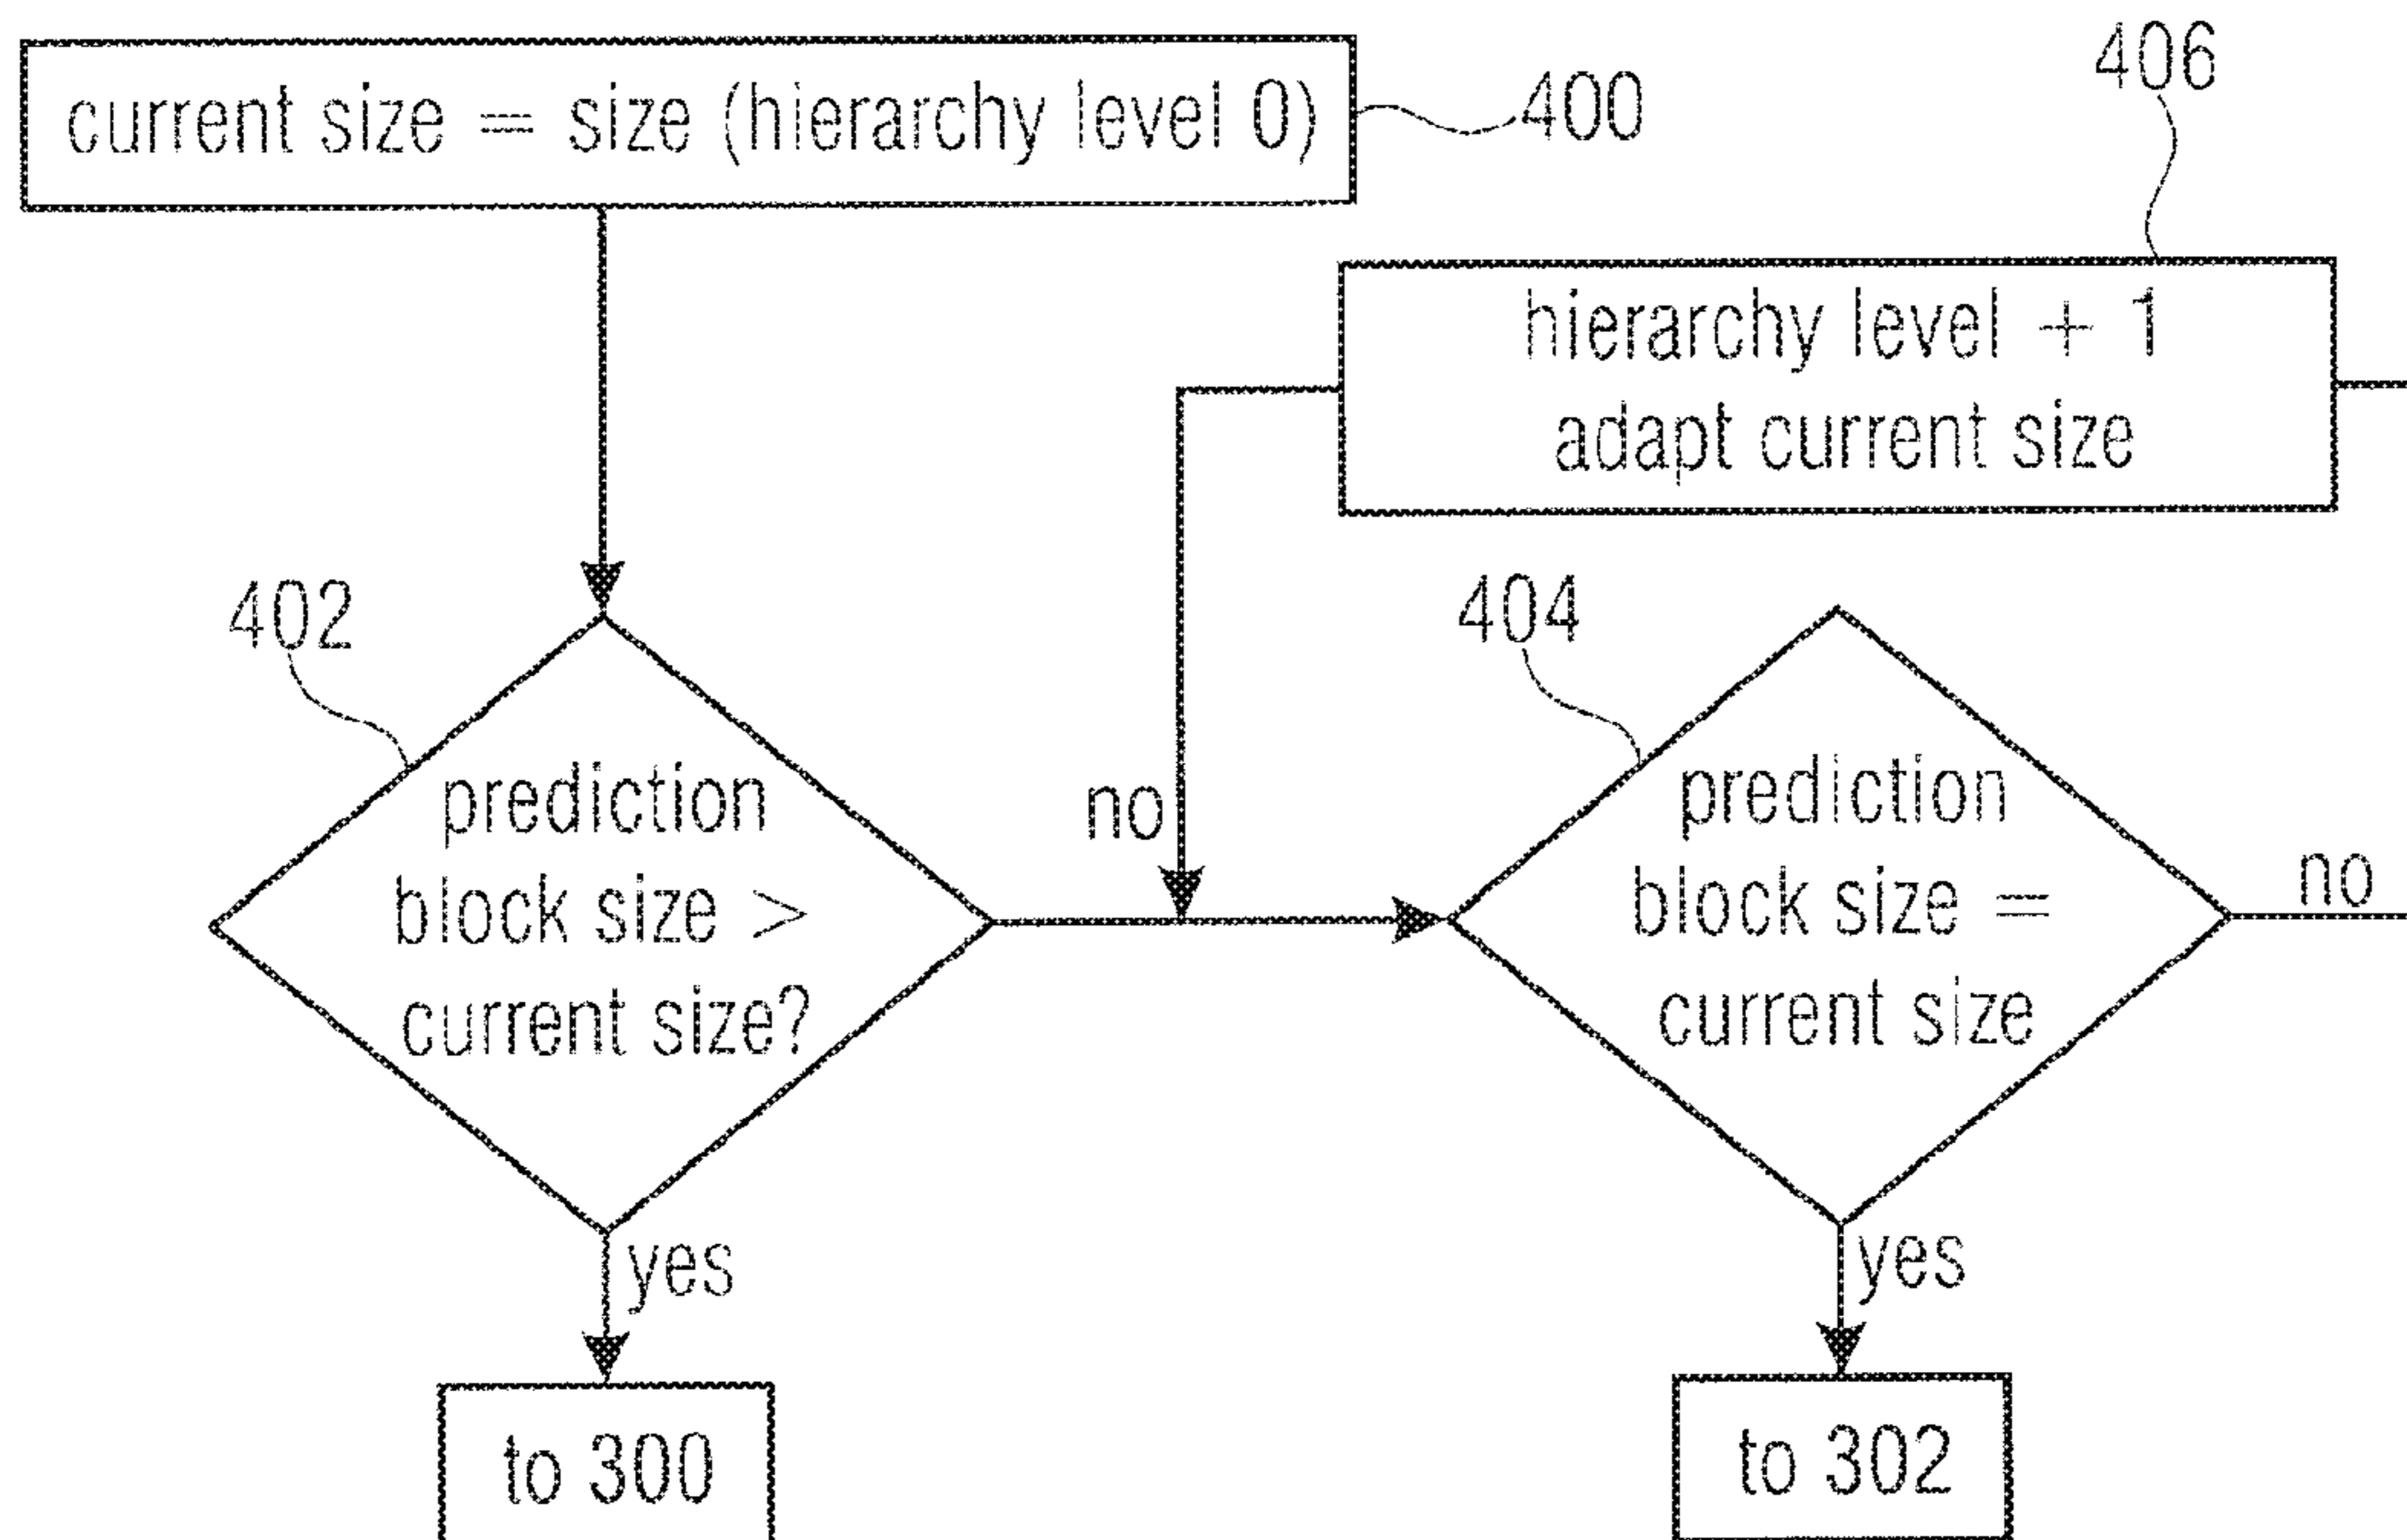 current size = size (hierarchy level 0)
400
406
hierarchy level + 1
adapt current size
402
prediction
block size >
current size?
no
404
prediction
block size =
current size
no
yes
yes
to 300
to 302